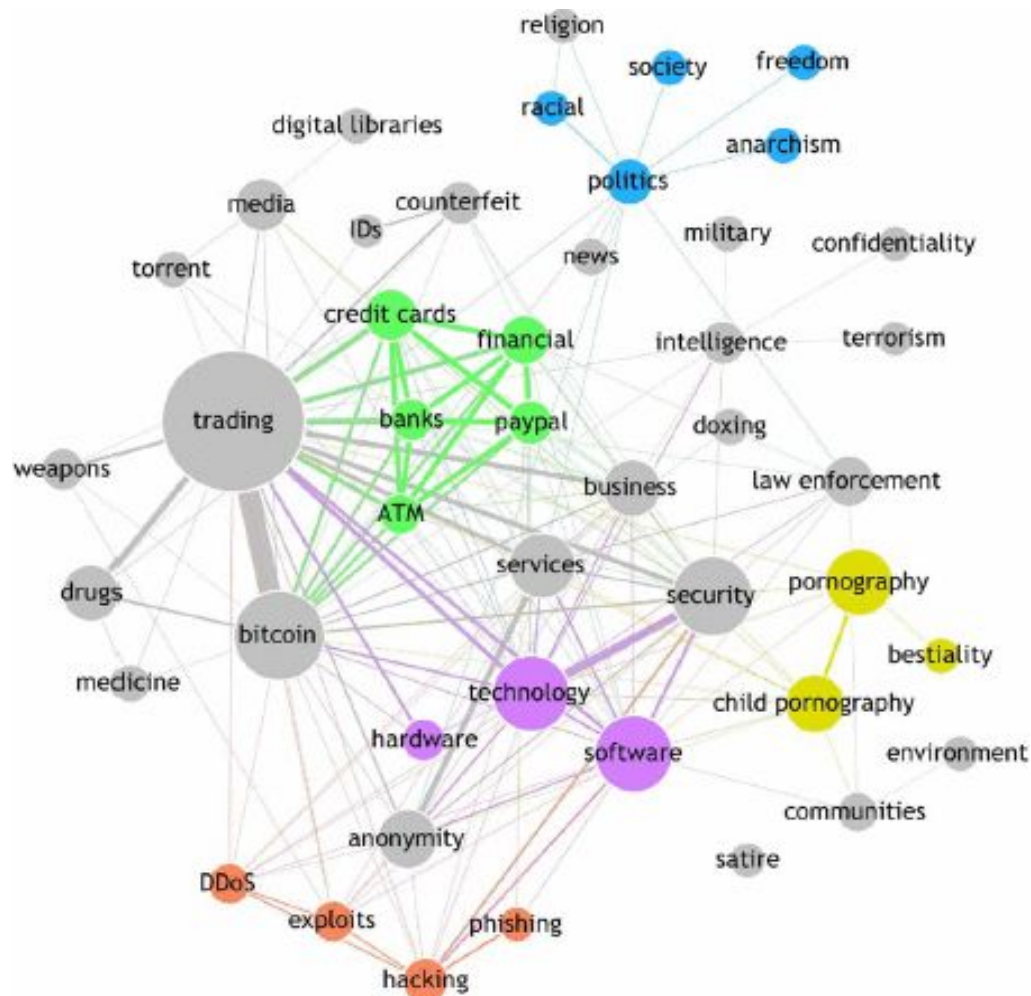 religion
society
freedom
racial
digital libraries
anarchism
politics
media
counterfeit
IDs
military
confidentiality
news
torrent
credit cards
financial
intelligence
terrorism
trading
banks
paypal
doxing
weapons
business
law enforcement
ATM
services
pornography
drugs
security
bitcoin
bestiality
medicine
technology
child pornography
hardware
software
environment
communities
anonymity
satire
DDoS
exploits
phishing
hacking